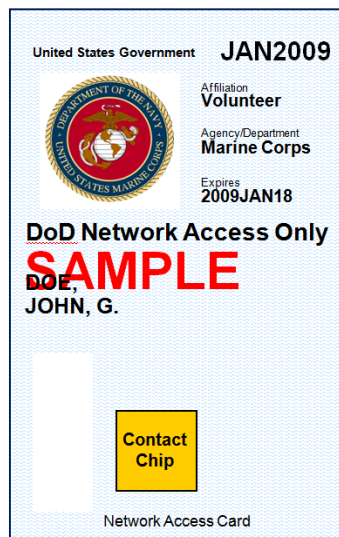 United States Government
JAN2009
DEPARTMENT OF THE NAVY
UNITED STATES MARINE CORPS
Affiliation
Volunteer
Agency/Department
Marine Corps
Expires
2009JAN18
DoD Network Access Only
SAMPLE
DOE,
JOHN, G.
Contact
Chip
Network Access Card